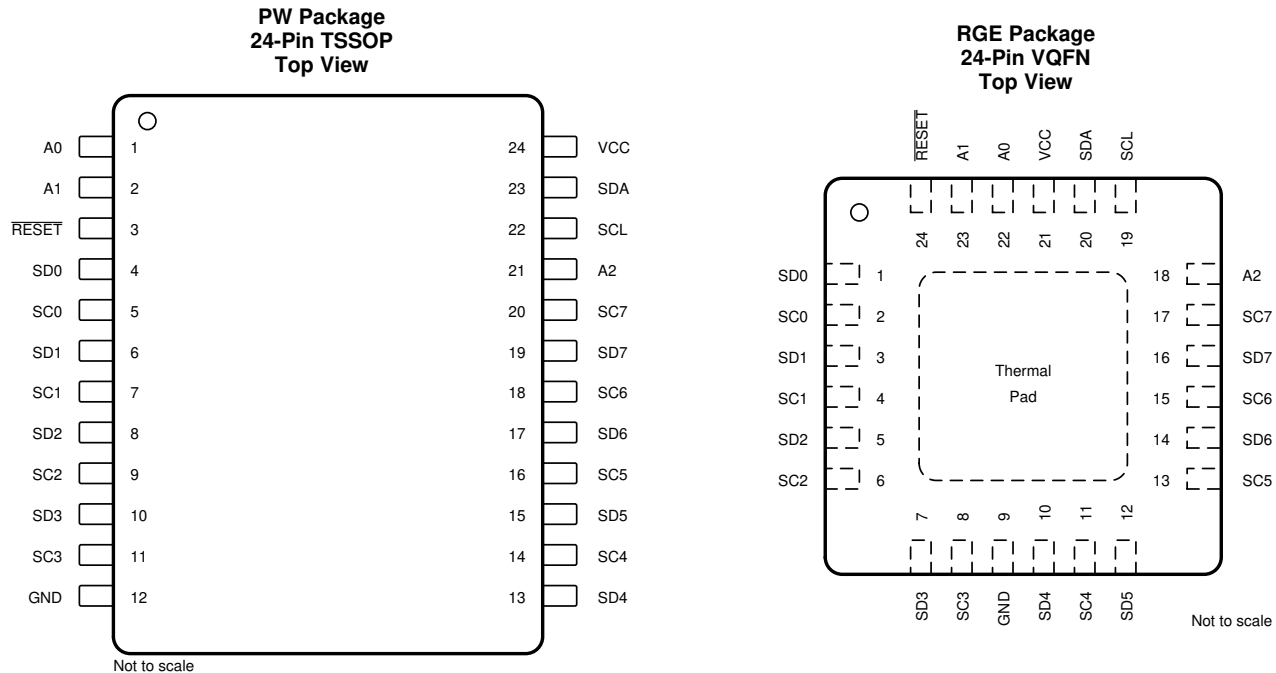 PW Package
24-Pin TSSOP
Top View
A0 1 24 VCC
A1 2 23 SDA
RESET 3 22 SCL
SD0 4 21 A2
SC0 5 20 SC7
SD1 6 19 SD7
SC1 7 18 SC6
SD2 8 17 SD6
SC2 9 16 SC5
SD3 10 15 SD5
SC3 11 14 SC4
GND 12 13 SD4
Not to scale
RGE Package
24-Pin VQFN
Top View
RESET A1 A0 VCC SDA SCL
24 23 22 21 20 19
SD0 1 18 A2
SC0 2 17 SC7
SD1 3 16 SD7
SC1 4 15 SC6
SD2 5 14 SD6
SC2 6 13 SC5
Thermal
Pad
7 8 9 10 11 12
SD3 SC3 GND SD4 SC4 SD5
Not to scale